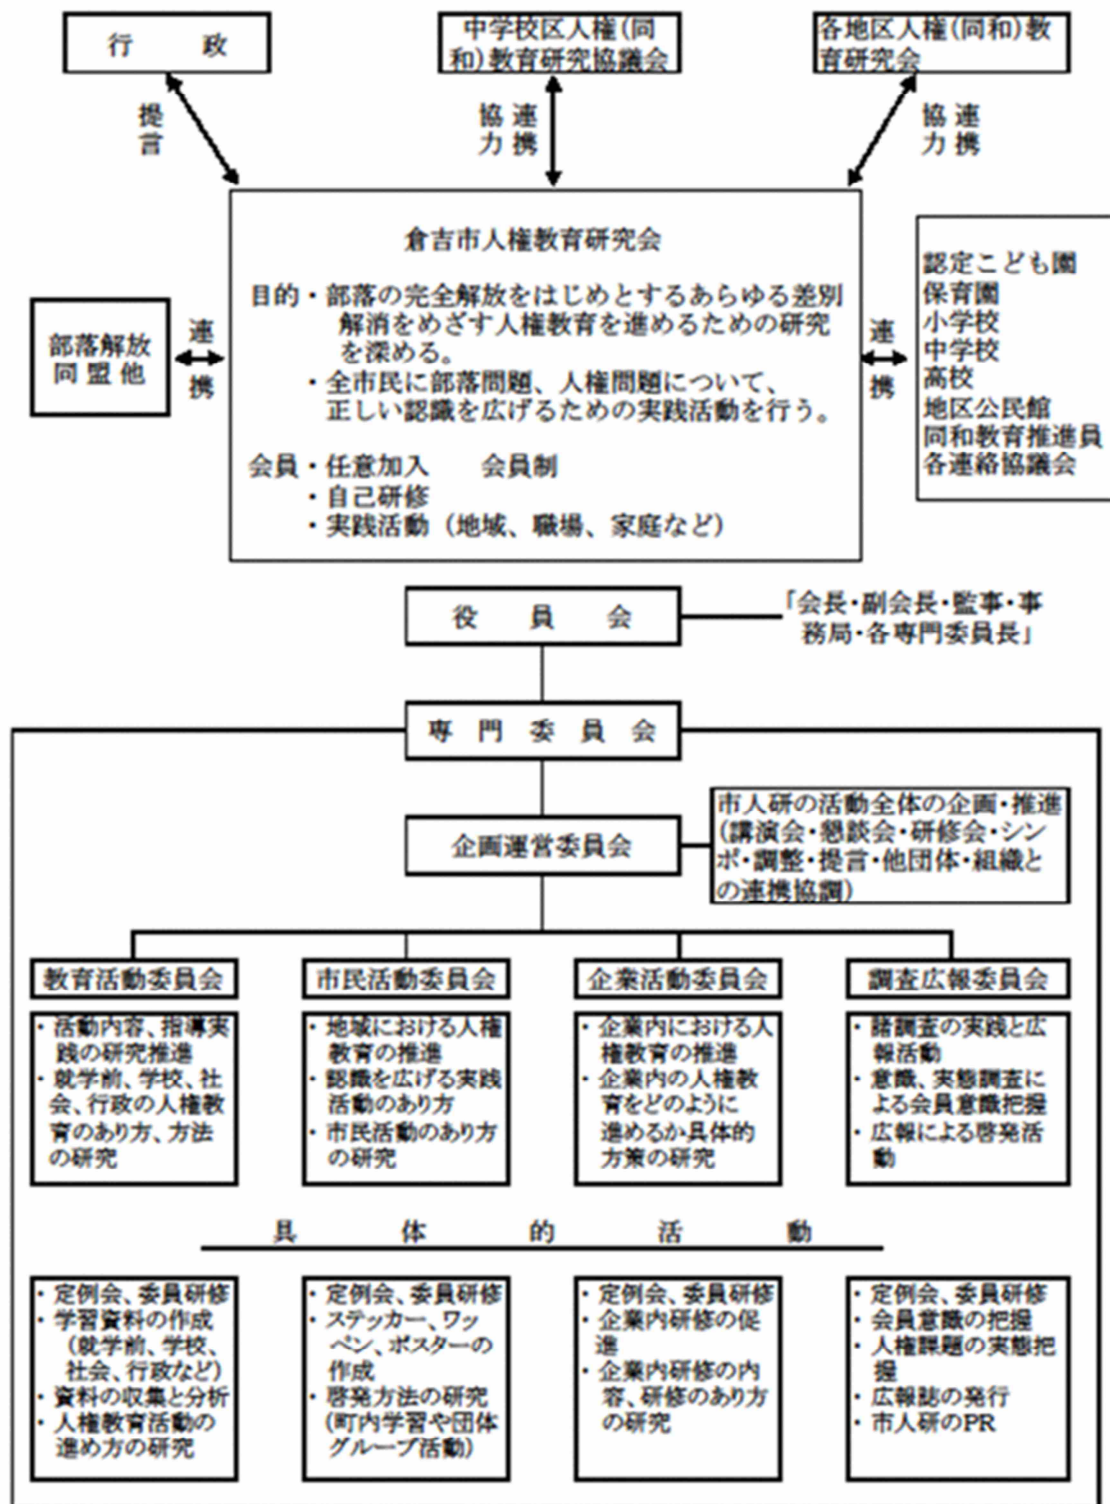 行　　政
中学校区人権(同
和)教育研究協議会
各地区人権(同和)教
育研究会
提言
協力
連携
協力
連携
倉吉市人権教育研究会
目的・部落の完全解放をはじめとするあらゆる差別
解消をめざす人権教育を進めるための研究
を深める。
・全市民に部落問題、人権問題について、
正しい認識を広げるための実践活動を行う。
会員・任意加入　　会員制
・自己研修
・実践活動（地域、職場、家庭など）
部落解放
同盟他
連携
連携
認定こども園
保育園
小学校
中学校
高校
地区公民館
同和教育推進員
各連絡協議会
役　員　会
「会長・副会長・監事・事
務局・各専門委員長」
専　門　委　員　会
企画運営委員会
市人研の活動全体の企画・推進
(講演会・懇談会・研修会・シン
ポ・調整・提言・他団体・組織と
の連携協調)
教育活動委員会
・活動内容、指導実
践の研究推進
・就学前、学校、社
会、行政の人権教
育のあり方、方法
の研究
市民活動委員会
・地域における人権
教育の推進
・認識を広げる実践
活動のあり方
・市民活動のあり方
の研究
企業活動委員会
・企業内における人
権教育の推進
・企業内の人権教
育をどのように
進めるか具体的
方策の研究
調査広報委員会
・諸調査の実践と広
報活動
・意識、実態調査に
よる会員意識把握
・広報による啓発活
動
具　体　的　活　動
・定例会、委員研修
・学習資料の作成
(就学前、学校、
社会、行政など)
・資料の収集と分析
・人権教育活動の
進め方の研究
・定例会、委員研修
・ステッカー、ワッ
ペン、ポスターの
作成
・啓発方法の研究
(町内学習や団体
グループ活動)
・定例会、委員研修
・企業内研修の促
進
・企業内研修の内
容、研修のあり方
の研究
・定例会、委員研修
・会員意識の把握
・人権課題の実態把
握
・広報誌の発行
・市人研のPR